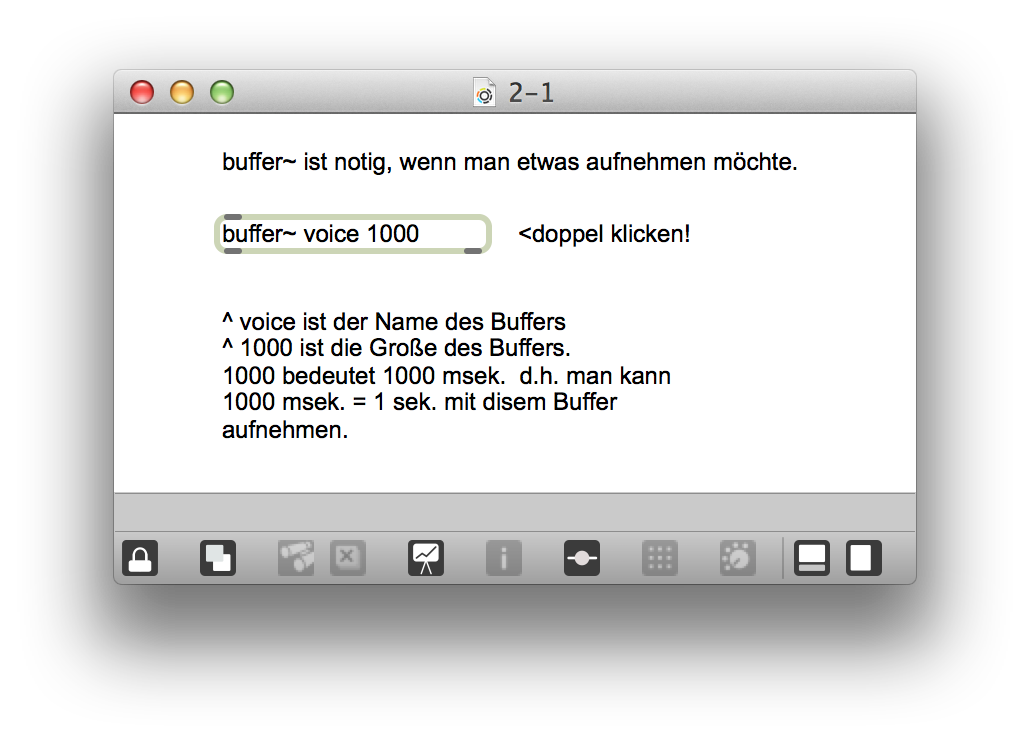 2-1
buffer~ ist notig, wenn man etwas aufnehmen möchte.
buffer~ voice 1000 <doppel klicken!
^ voice ist der Name des Buffers
^ 1000 ist die Große des Buffers.
1000 bedeutet 1000 msek.  d.h. man kann
1000 msek. = 1 sek. mit disem Buffer
aufnehmen.